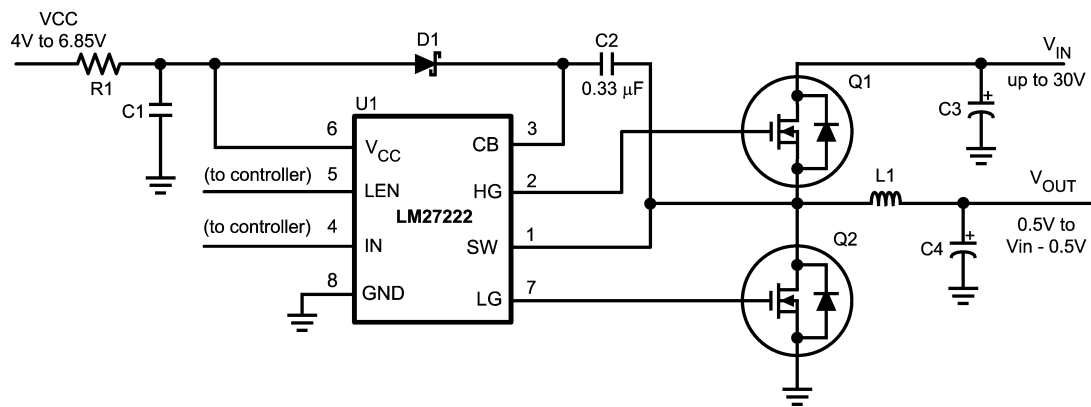 VCC
4V to 6.85V
R1
C1
D1
C2
0.33 μF
Q1
V_IN
up to 30V
C3
U1
6
V_CC
CB
3
(to controller)
5
LEN
HG
2
LM27222
(to controller)
4
IN
SW
1
8
GND
LG
7
L1
V_OUT
0.5V to
Vin - 0.5V
C4
Q2
+
+